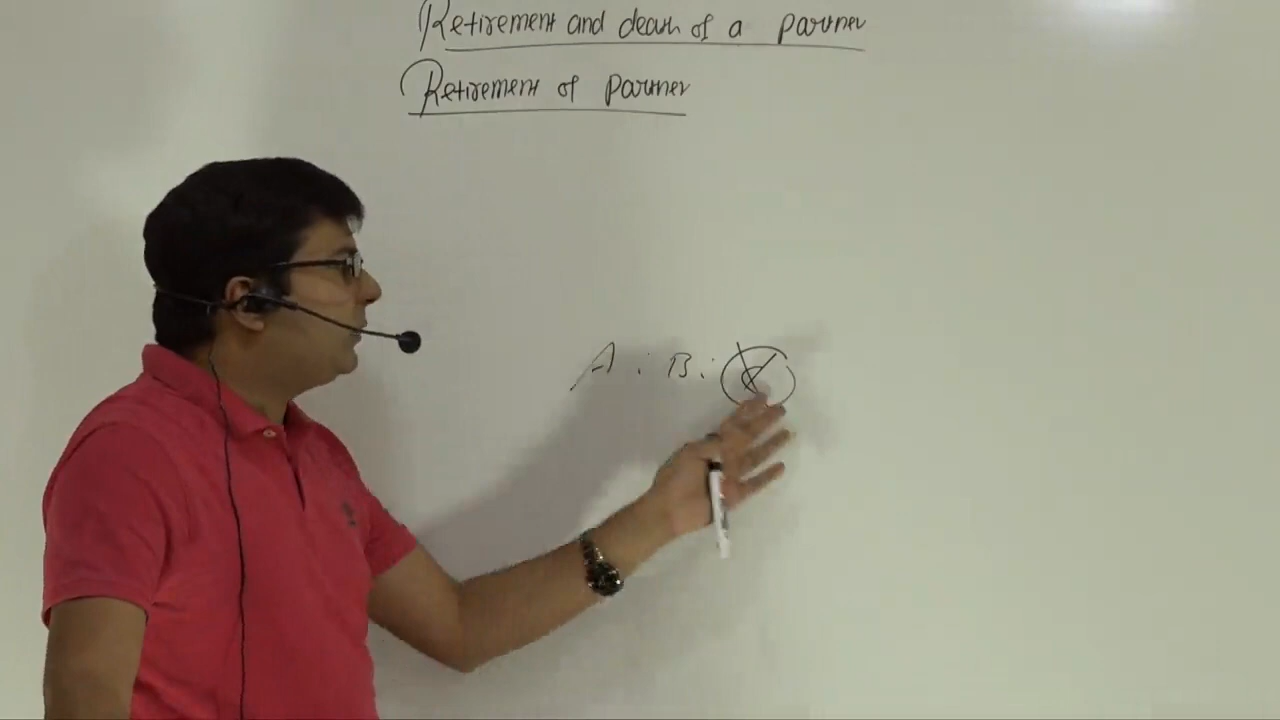 Retirement and death of a partner
Retirement of partner
A : B : C